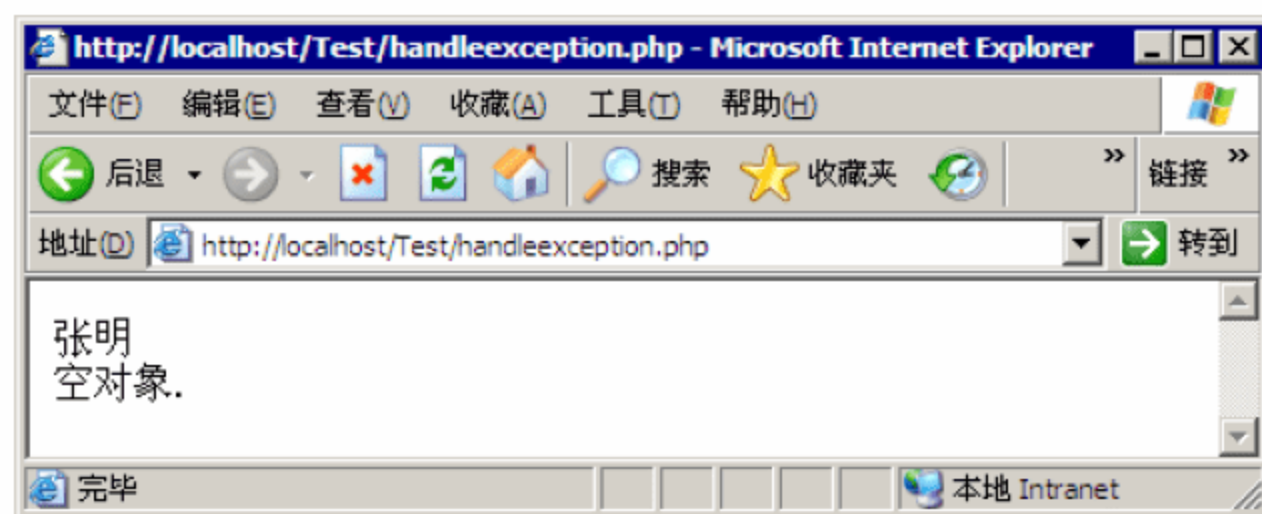 http://localhost/Test/handleexception.php - Microsoft Internet Explorer
文件(F) 编辑(E) 查看(V) 收藏(A) 工具(T) 帮助(H)
后退 搜索 收藏夹 » 链接 »
地址(D) http://localhost/Test/handleexception.php 转到
张明
空对象.
完毕 本地 Intranet